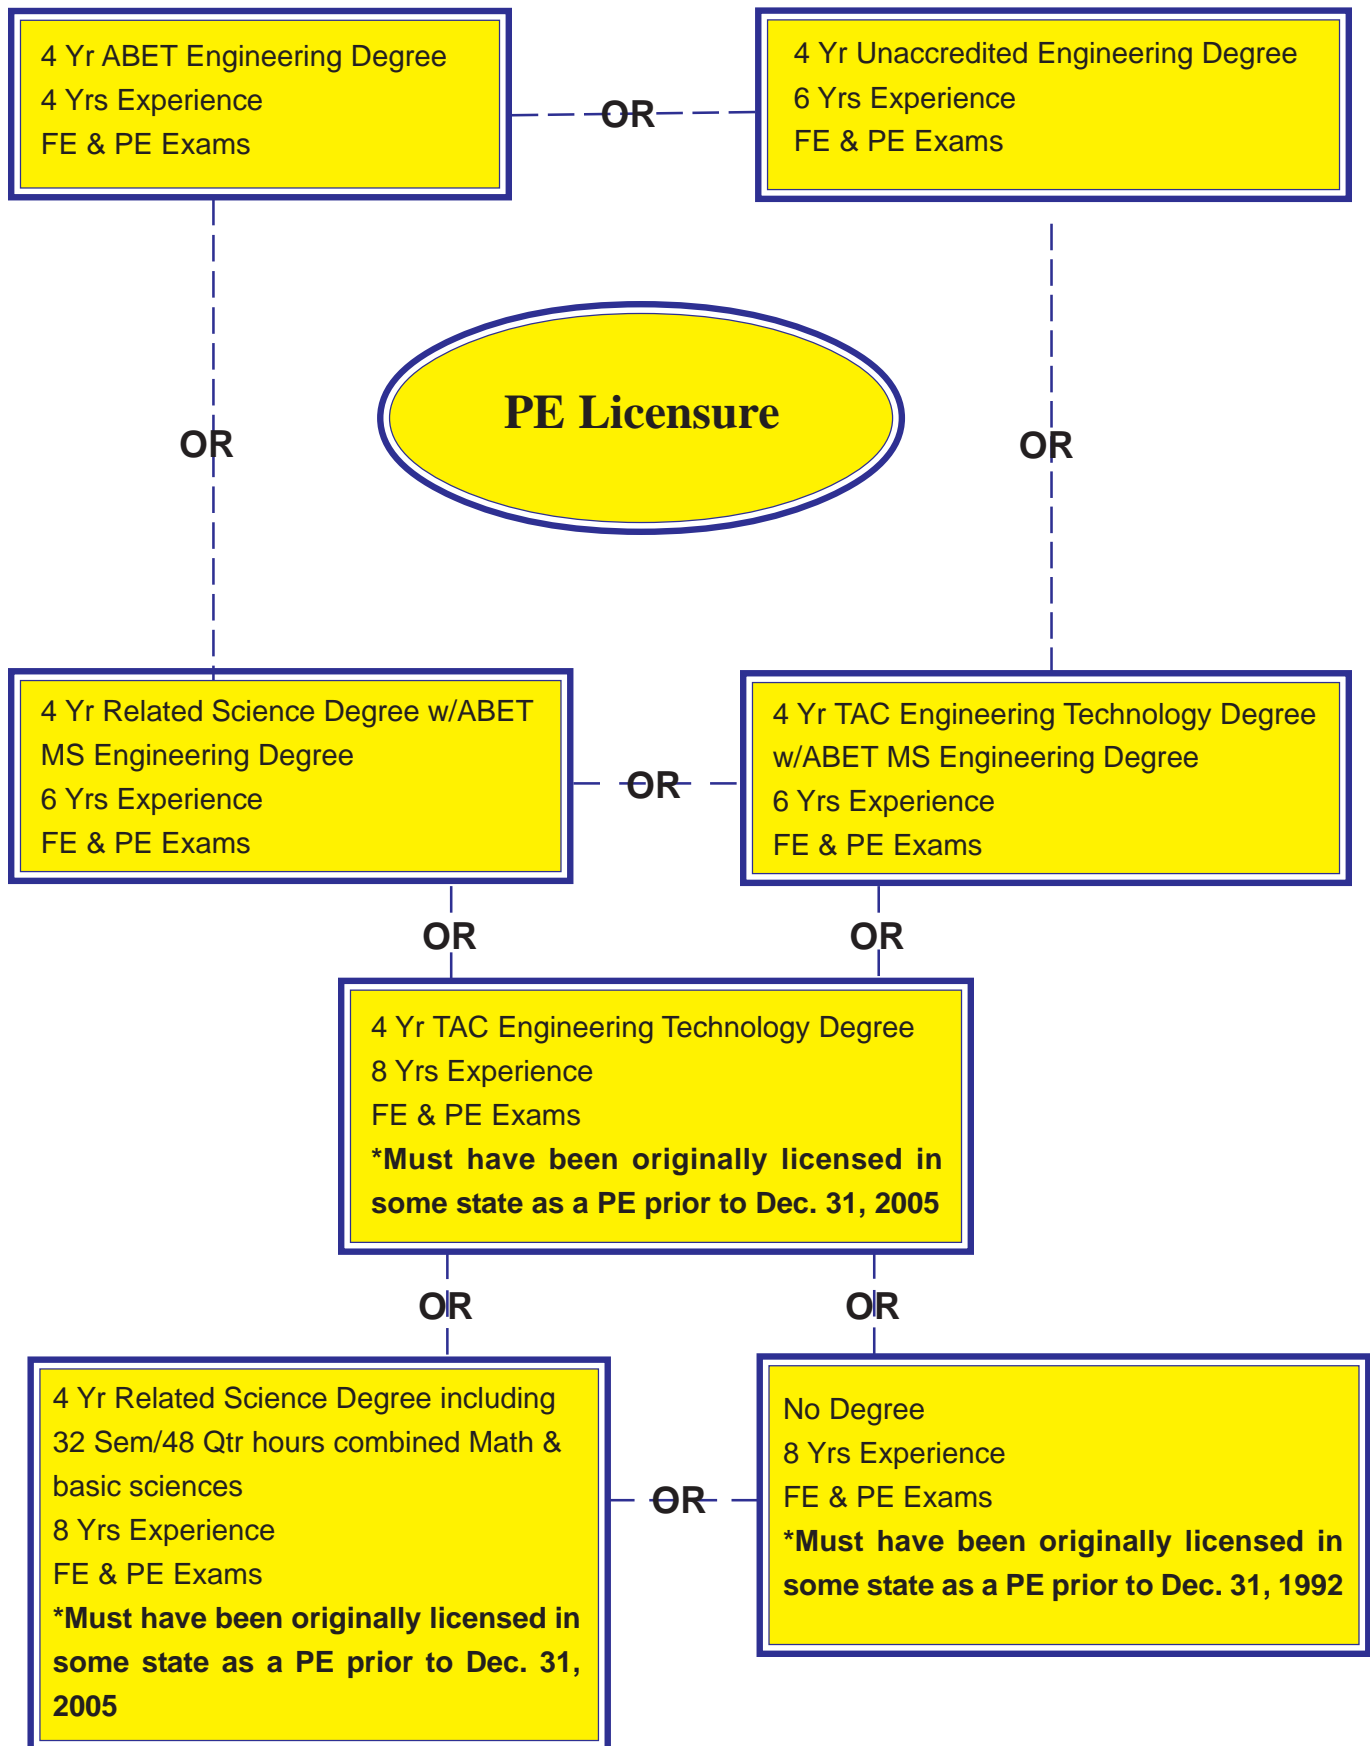 4 Yr ABET Engineering Degree
4 Yrs Experience
FE & PE Exams
OR
4 Yr Unaccredited Engineering Degree
6 Yrs Experience
FE & PE Exams
PE Licensure
OR
OR
4 Yr Related Science Degree w/ABET
MS Engineering Degree
6 Yrs Experience
FE & PE Exams
OR
4 Yr TAC Engineering Technology Degree
w/ABET MS Engineering Degree
6 Yrs Experience
FE & PE Exams
OR
OR
4 Yr TAC Engineering Technology Degree
8 Yrs Experience
FE & PE Exams
*Must have been originally licensed in
some state as a PE prior to Dec. 31, 2005
OR
OR
4 Yr Related Science Degree including
32 Sem/48 Qtr hours combined Math &
basic sciences
8 Yrs Experience
FE & PE Exams
*Must have been originally licensed in
some state as a PE prior to Dec. 31,
2005
OR
No Degree
8 Yrs Experience
FE & PE Exams
*Must have been originally licensed in
some state as a PE prior to Dec. 31, 1992